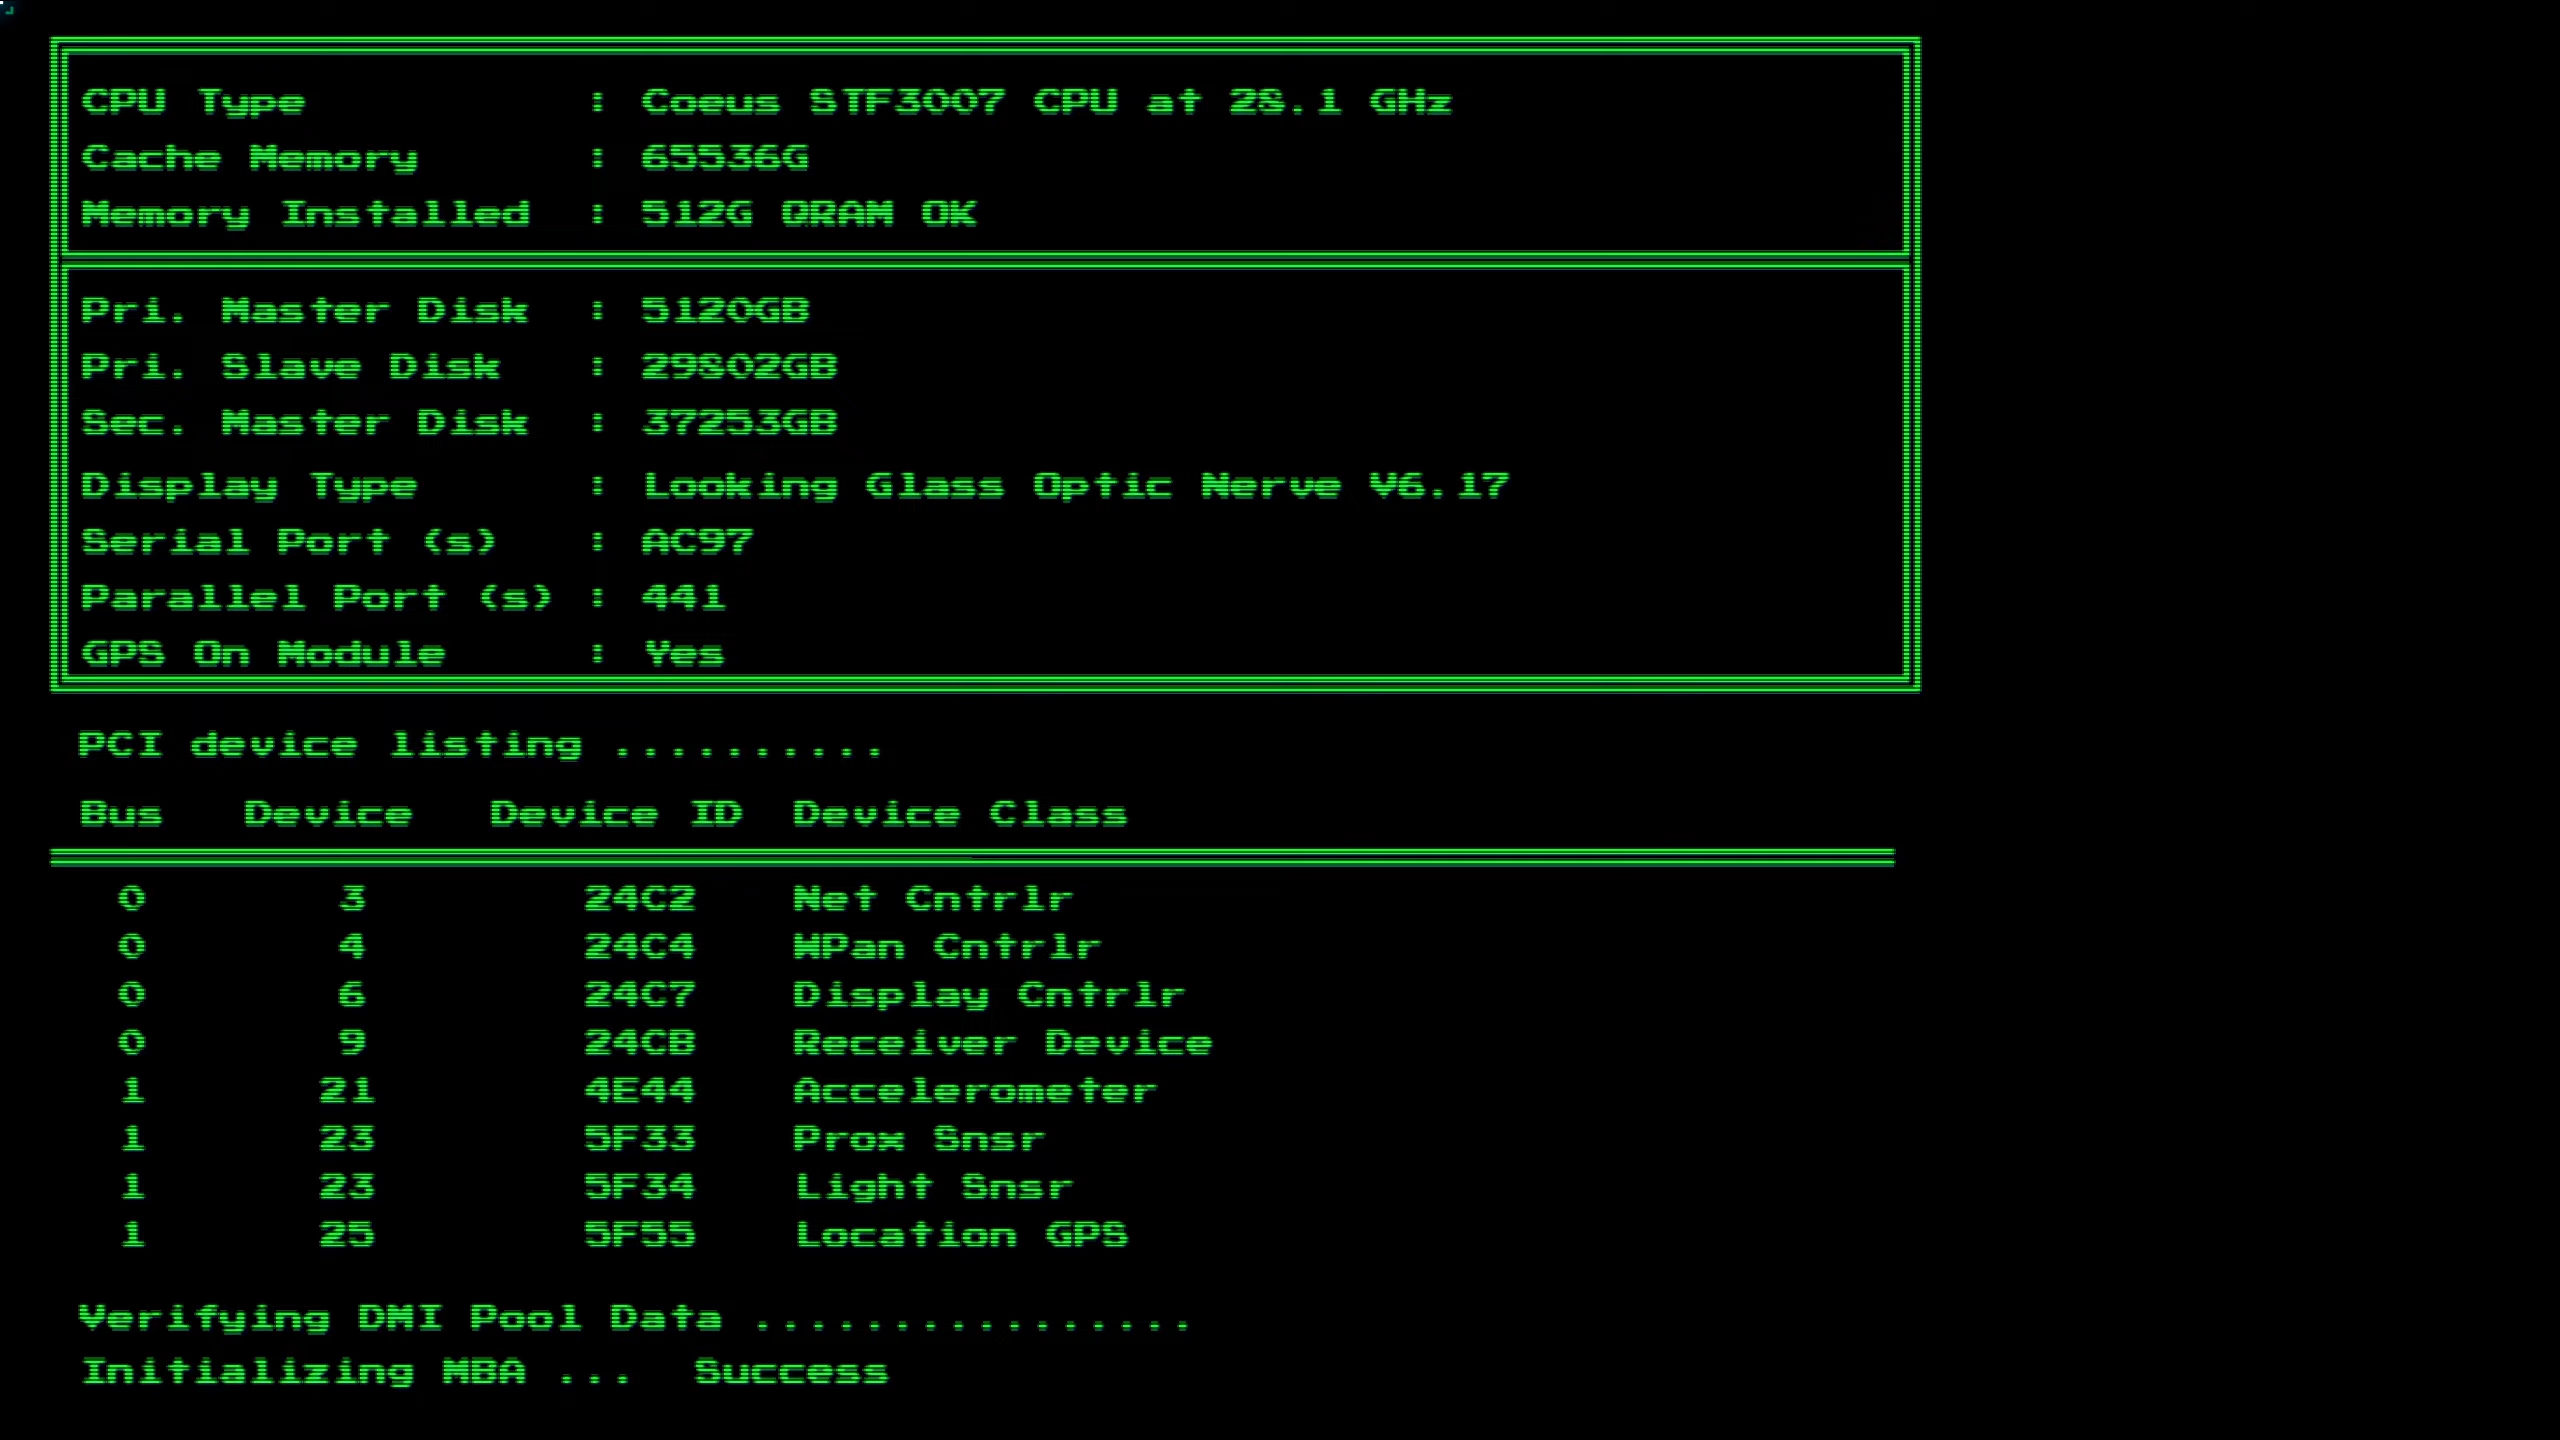 CPU Type : Coeus STF3007 CPU at 28.1 GHz
Cache Memory : 65536G
Memory Installed : 512G QRAM OK
Pri. Master Disk : 5120GB
Pri. Slave Disk : 29802GB
Sec. Master Disk : 37253GB
Display Type : Looking Glass Optic Nerve V6.17
Serial Port (s) : AC97
Parallel Port (s) : 441
GPS On Module : Yes
PCI device listing ..........
Bus Device Device ID Device Class
0 3 24C2 Net Cntrlr
0 4 24C4 WPan Cntrlr
0 6 24C7 Display Cntrlr
0 9 24CB Receiver Device
1 21 4E44 Accelerometer
1 23 5F33 Prox Snsr
1 23 5F34 Light Snsr
1 25 5F55 Location GPS
Verifying DMI Pool Data ................
Initializing MBA ... Success